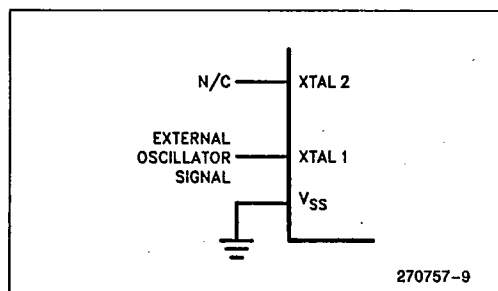 N/C XTAL 2
EXTERNAL
OSCILLATOR XTAL 1
SIGNAL
VSS
270757-9